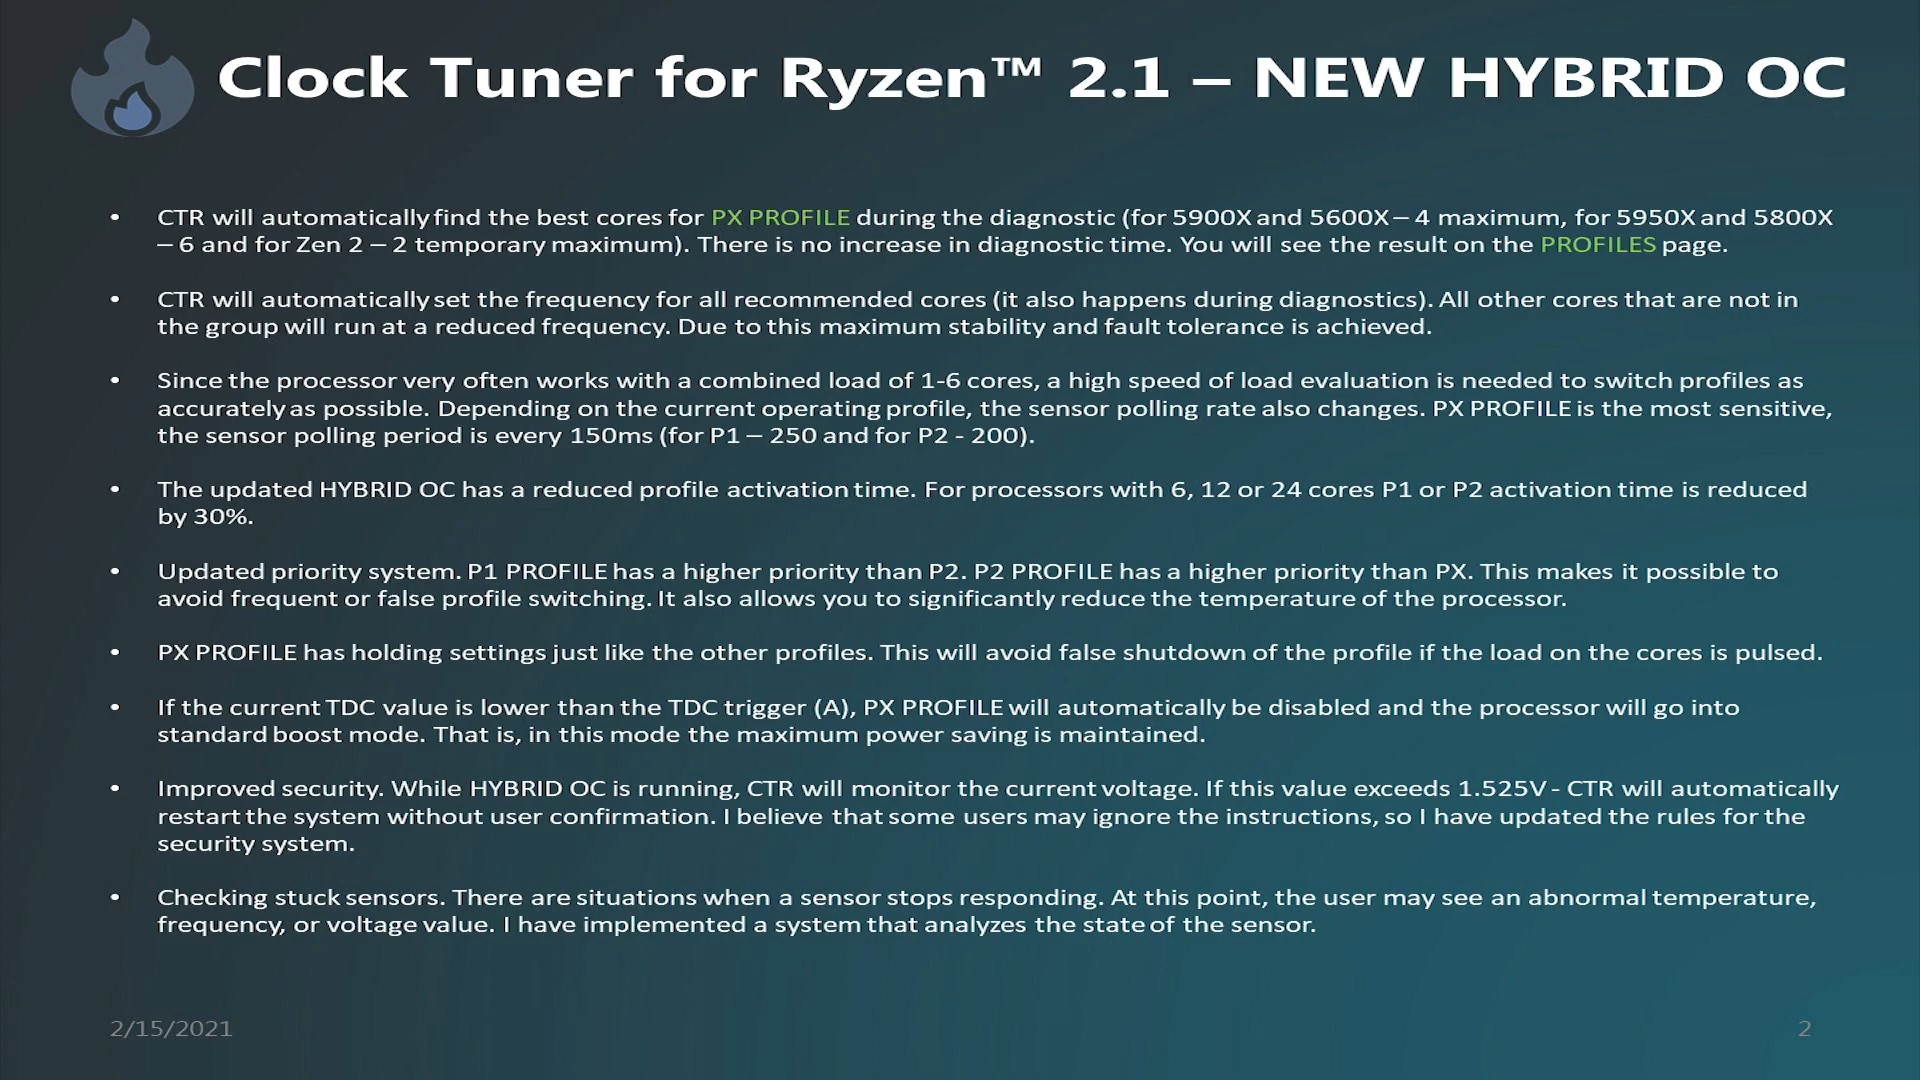 Clock Tuner for Ryzen™ 2.1 – NEW HYBRID OC
• CTR will automatically find the best cores for PX PROFILE during the diagnostic (for 5900X and 5600X – 4 maximum, for 5950X and 5800X
– 6 and for Zen 2 – 2 temporary maximum). There is no increase in diagnostic time. You will see the result on the PROFILES page.
• CTR will automatically set the frequency for all recommended cores (it also happens during diagnostics). All other cores that are not in
the group will run at a reduced frequency. Due to this maximum stability and fault tolerance is achieved.
• Since the processor very often works with a combined load of 1-6 cores, a high speed of load evaluation is needed to switch profiles as
accurately as possible. Depending on the current operating profile, the sensor polling rate also changes. PX PROFILE is the most sensitive,
the sensor polling period is every 150ms (for P1 – 250 and for P2 - 200).
• The updated HYBRID OC has a reduced profile activation time. For processors with 6, 12 or 24 cores P1 or P2 activation time is reduced
by 30%.
• Updated priority system. P1 PROFILE has a higher priority than P2. P2 PROFILE has a higher priority than PX. This makes it possible to
avoid frequent or false profile switching. It also allows you to significantly reduce the temperature of the processor.
• PX PROFILE has holding settings just like the other profiles. This will avoid false shutdown of the profile if the load on the cores is pulsed.
• If the current TDC value is lower than the TDC trigger (A), PX PROFILE will automatically be disabled and the processor will go into
standard boost mode. That is, in this mode the maximum power saving is maintained.
• Improved security. While HYBRID OC is running, CTR will monitor the current voltage. If this value exceeds 1.525V - CTR will automatically
restart the system without user confirmation. I believe that some users may ignore the instructions, so I have updated the rules for the
security system.
• Checking stuck sensors. There are situations when a sensor stops responding. At this point, the user may see an abnormal temperature,
frequency, or voltage value. I have implemented a system that analyzes the state of the sensor.
2/15/2021
2